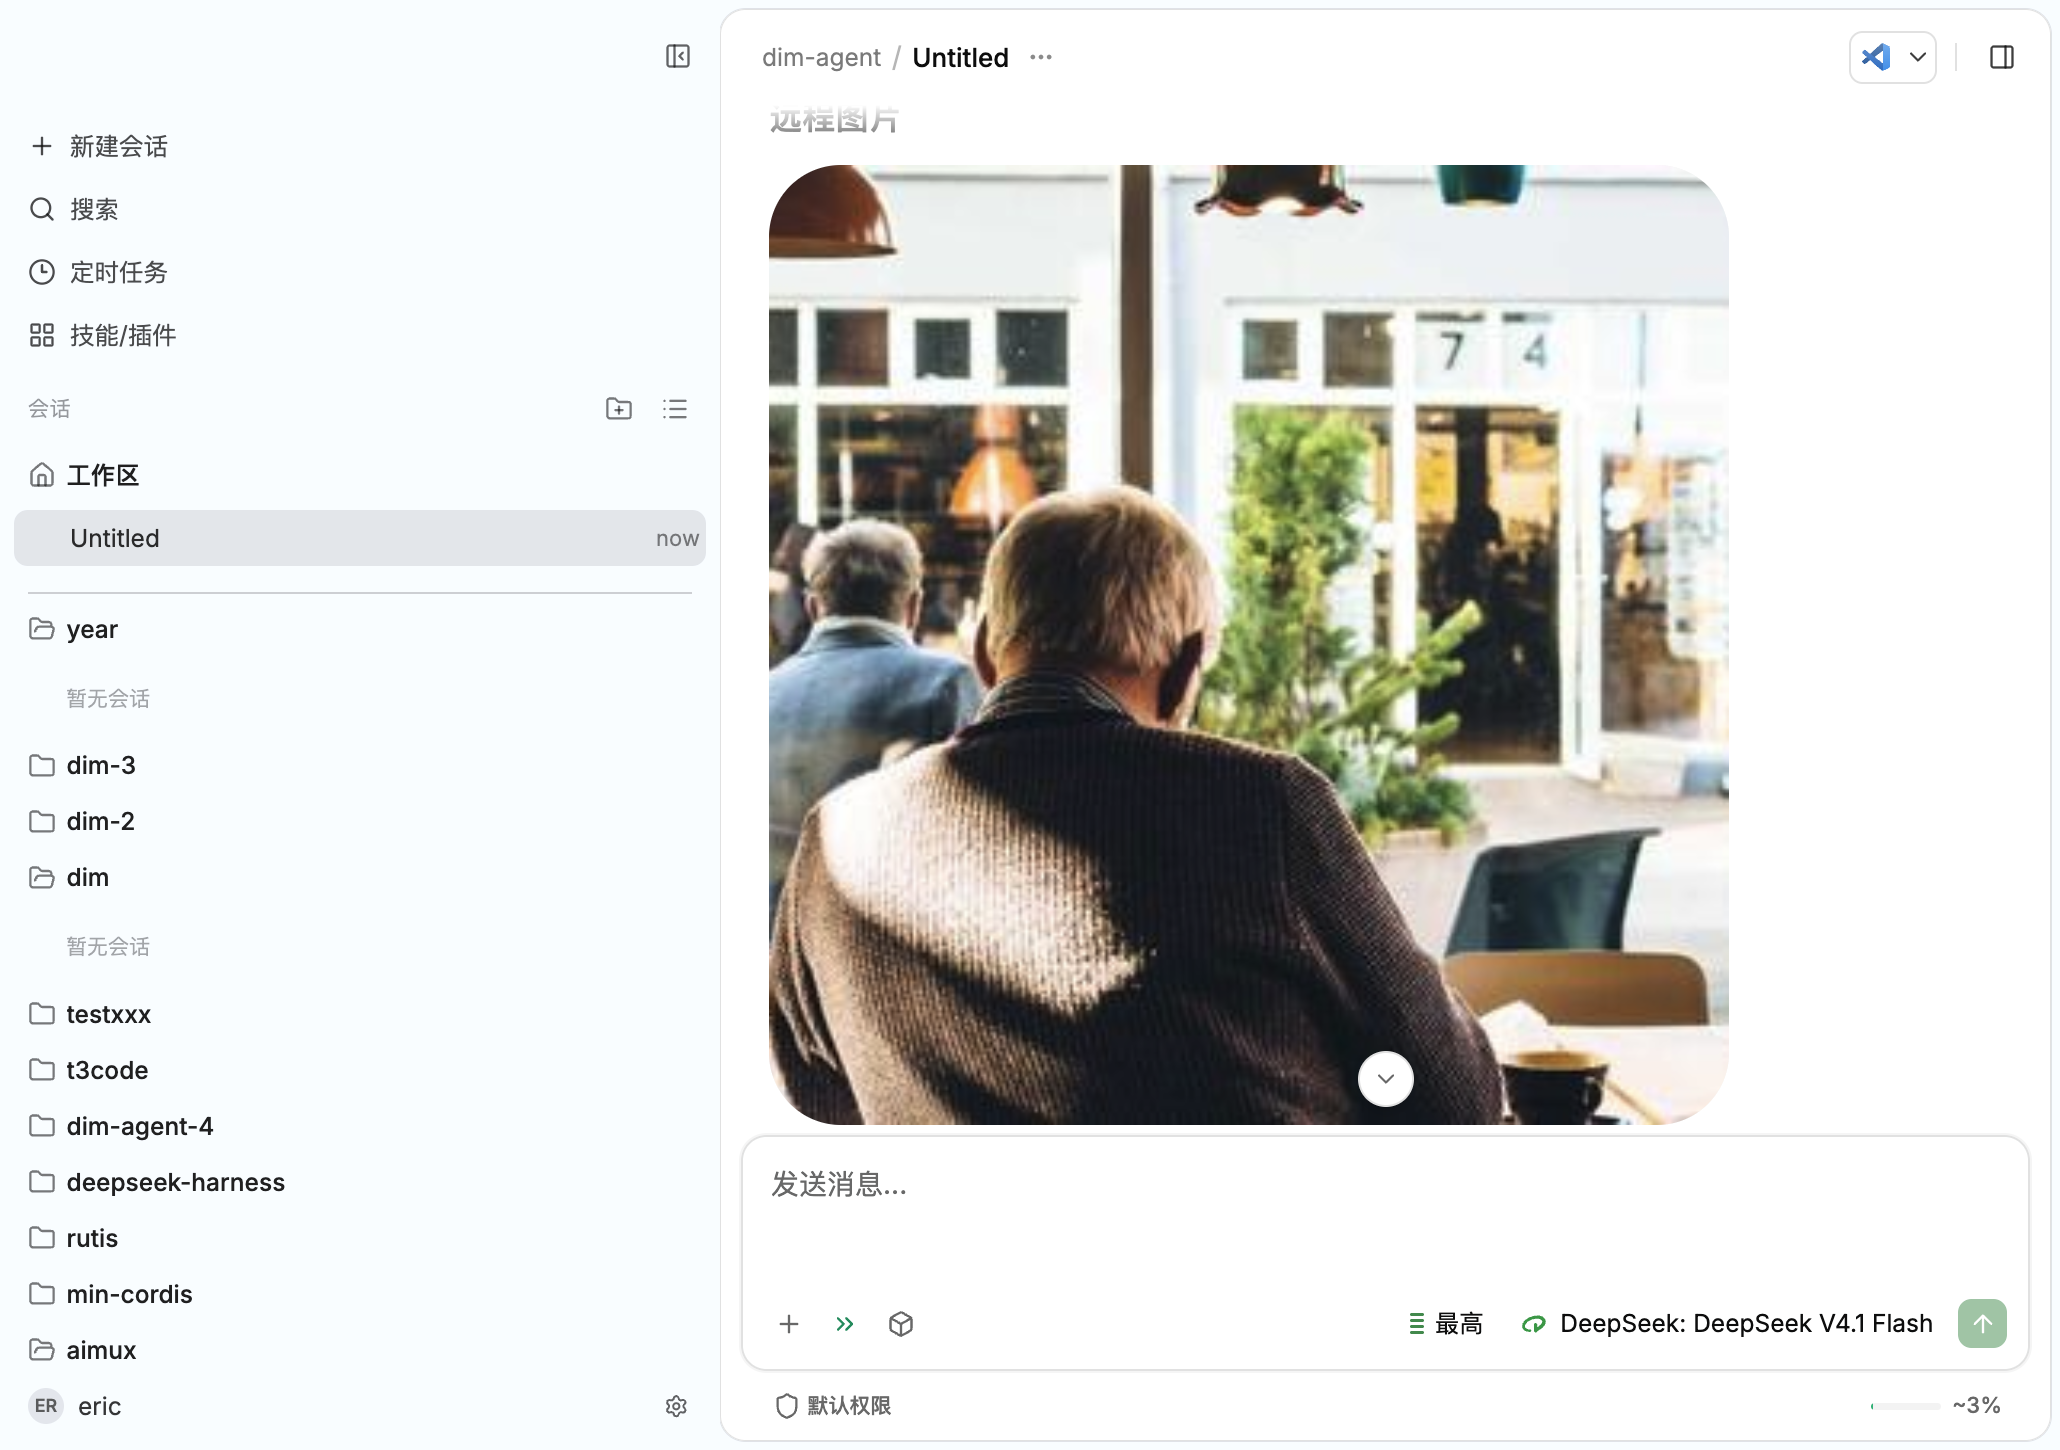 新建会话
搜索
定时任务
技能/插件
会话
工作区
Untitled now
year
暂无会话
dim-3
dim-2
dim
暂无会话
testxxx
t3code
dim-agent-4
deepseek-harness
rutis
min-cordis
aimux
ER eric
dim-agent / Untitled ···
远程图片
7 4
发送消息...
最高 DeepSeek: DeepSeek V4.1 Flash
默认权限 ~3%